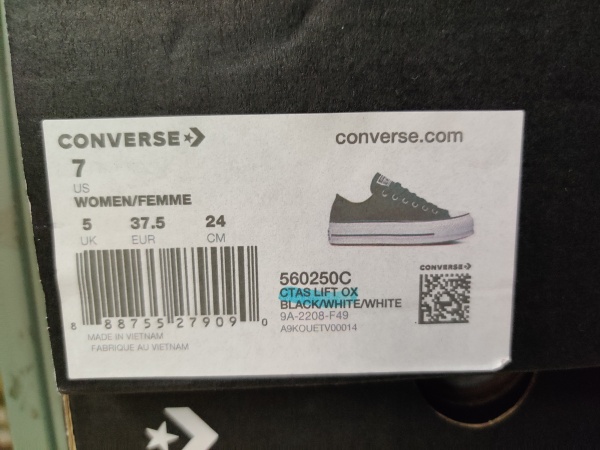 CONVERSE
converse.com
7
US
WOMEN/FEMME
5 37.5 24
UK EUR CM
560250C
CTAS LIFT OX
BLACK/WHITE/WHITE
9A-2208-F49
A9KOUETV00014
CONVERSE
8 88755 27909 0
MADE IN VIETNAM
FABRIQUE AU VIETNAM